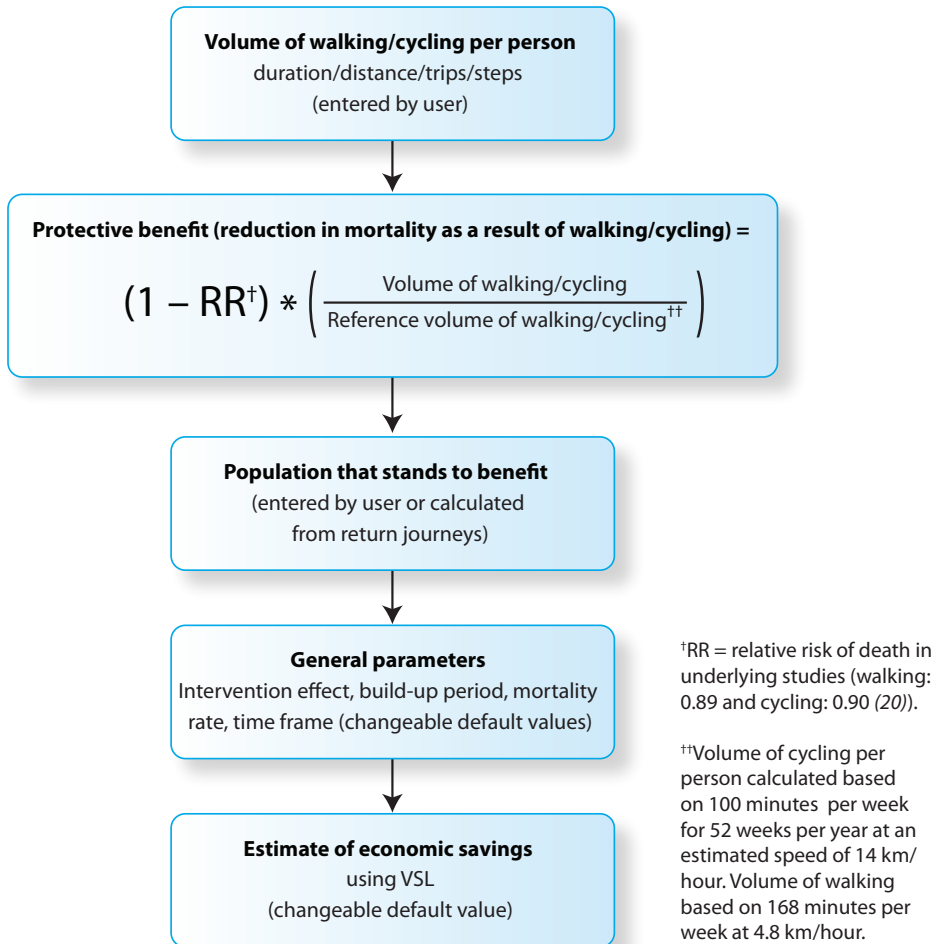 Volume of walking/cycling per person
duration/distance/trips/steps
(entered by user)
Protective benefit (reduction in mortality as a result of walking/cycling) =
(1 – RR†) * ( Volume of walking/cycling
Reference volume of walking/cycling†† )
Population that stands to benefit
(entered by user or calculated
from return journeys)
General parameters
Intervention effect, build-up period, mortality
rate, time frame (changeable default values)
Estimate of economic savings
using VSL
(changeable default value)
†RR = relative risk of death in
underlying studies (walking:
0.89 and cycling: 0.90 (20)).
††Volume of cycling per
person calculated based
on 100 minutes per week
for 52 weeks per year at an
estimated speed of 14 km/
hour. Volume of walking
based on 168 minutes per
week at 4.8 km/hour.